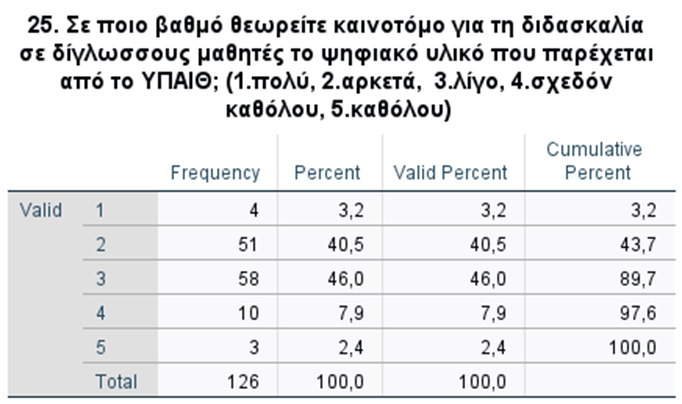 25. Σε ποιο βαθμό θεωρείτε καινοτόμο για τη διδασκαλία
σε δίγλωσσους μαθητές το ψηφιακό υλικό που παρέχεται
από το ΥΠΑΙΘ; (1.πολύ, 2.αρκετά, 3.λίγο, 4.σχεδόν
καθόλου, 5.καθόλου)
Frequency Percent Valid Percent Cumulative Percent
Valid 1 4 3,2 3,2 3,2
2 51 40,5 40,5 43,7
3 58 46,0 46,0 89,7
4 10 7,9 7,9 97,6
5 3 2,4 2,4 100,0
Total 126 100,0 100,0